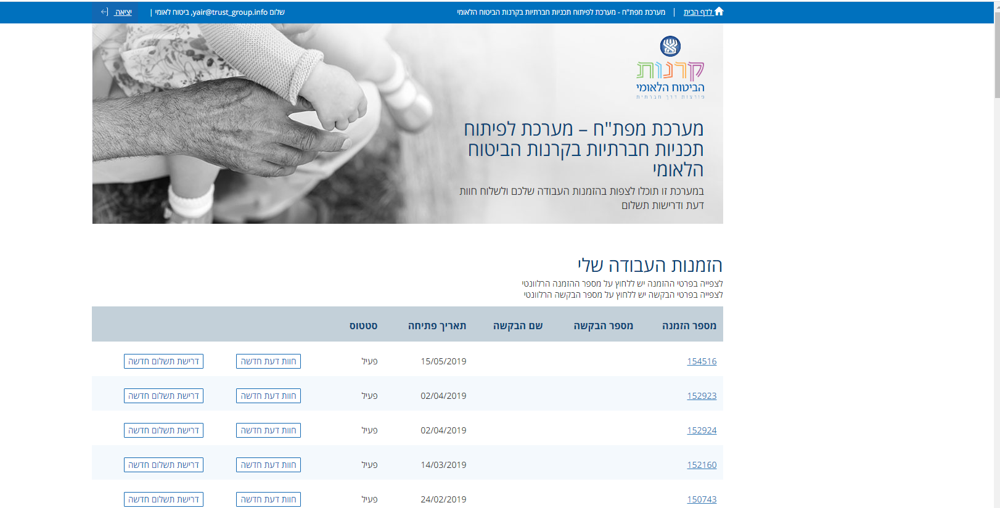 לדף הבית | מערכת מפת"ח - מערכת לפיתוח תכניות חברתיות בקרנות הביטוח הלאומי
שלום yair@trust_group.info, ביטוח לאומי | יציאה
קרנות
הביטוח הלאומי
פורצות דרך חברתית
מערכת מפת"ח – מערכת לפיתוח
תכניות חברתיות בקרנות הביטוח
הלאומי
במערכת זו תוכלו לצפות בהזמנות העבודה שלכם ולשלוח חוות
דעת ודרישות תשלום
הזמנות העבודה שלי
לצפייה בפרטי ההזמנה יש ללחוץ על מספר ההזמנה הרלוונטי
לצפייה בפרטי הבקשה יש ללחוץ על מספר הבקשה הרלוונטי
מספר הזמנה מספר הבקשה שם הבקשה תאריך פתיחה סטטוס
154516 15/05/2019 פעיל חוות דעת חדשה דרישת תשלום חדשה
152923 02/04/2019 פעיל חוות דעת חדשה דרישת תשלום חדשה
152924 02/04/2019 פעיל חוות דעת חדשה דרישת תשלום חדשה
152160 14/03/2019 פעיל חוות דעת חדשה דרישת תשלום חדשה
150743 24/02/2019 פעיל חוות דעת חדשה דרישת תשלום חדשה